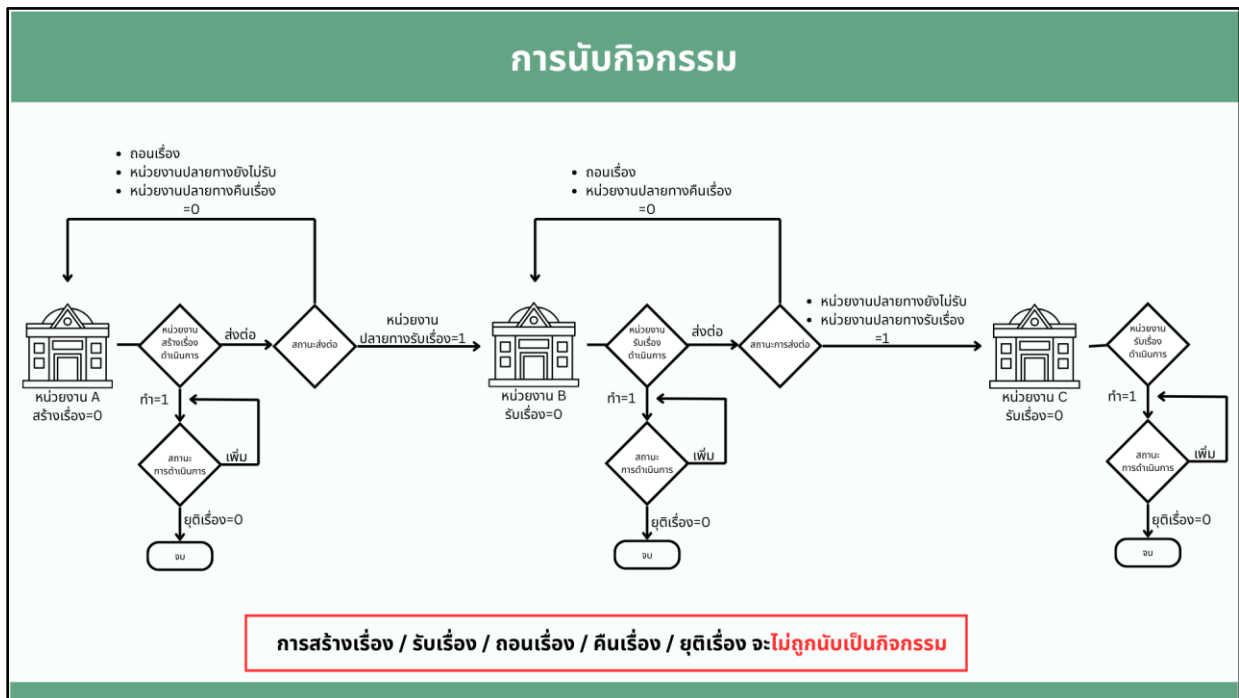 การนับกิจกรรม
• ถอนเรื่อง
• หน่วยงานปลายทางยังไม่รับ
• หน่วยงานปลายทางคืนเรื่อง
=0
• ถอนเรื่อง
• หน่วยงานปลายทางคืนเรื่อง
=0
หน่วยงาน A
สร้างเรื่อง=0
หน่วยงาน
สร้างเรื่อง
ดำเนินการ
ส่งต่อ
สถานะส่งต่อ
หน่วยงาน
ปลายทางรับเรื่อง=1
ทำ=1
สถานะ
การดำเนินการ
เพิ่ม
ยุติเรื่อง=0
จบ
หน่วยงาน B
รับเรื่อง=0
หน่วยงาน
รับเรื่อง
ดำเนินการ
ส่งต่อ
สถานะการส่งต่อ
• หน่วยงานปลายทางยังไม่รับ
• หน่วยงานปลายทางรับเรื่อง
=1
ทำ=1
สถานะ
การดำเนินการ
เพิ่ม
ยุติเรื่อง=0
จบ
หน่วยงาน C
รับเรื่อง=0
หน่วยงาน
รับเรื่อง
ดำเนินการ
ทำ=1
สถานะ
การดำเนินการ
เพิ่ม
ยุติเรื่อง=0
จบ
การสร้างเรื่อง / รับเรื่อง / ถอนเรื่อง / คืนเรื่อง / ยุติเรื่อง จะไม่ถูกนับเป็นกิจกรรม